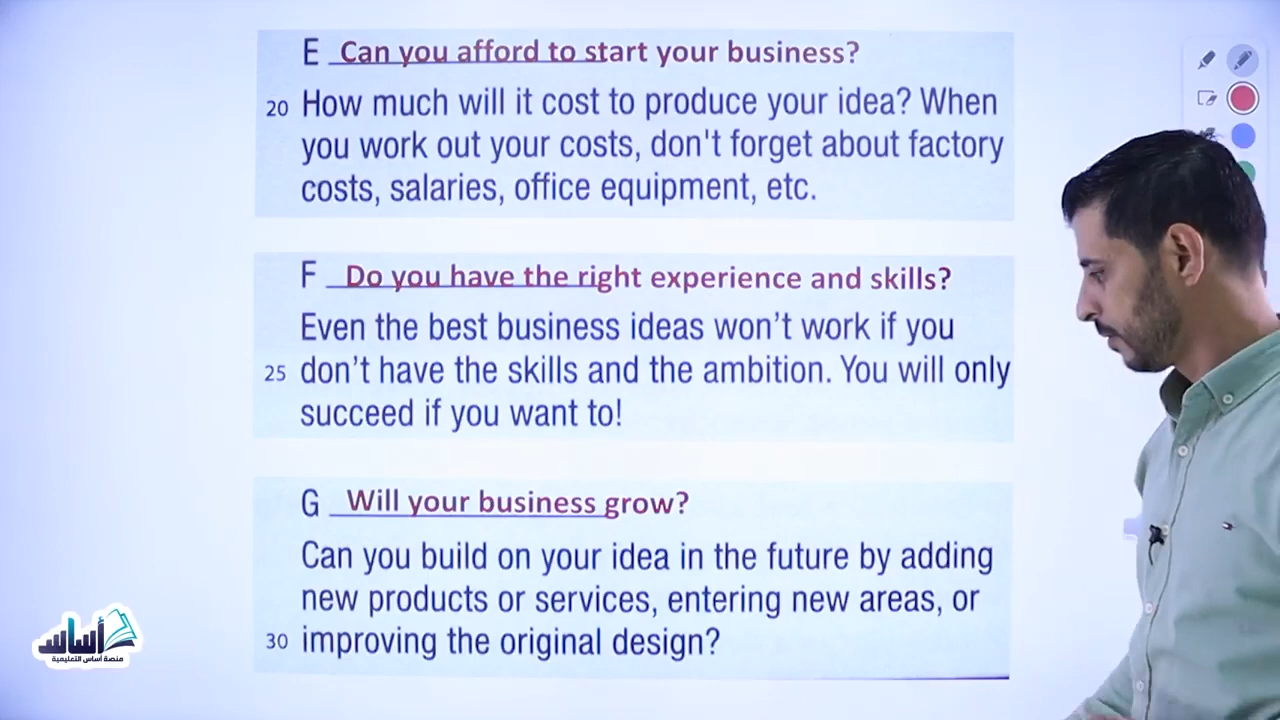 E Can you afford to start your business?
20 How much will it cost to produce your idea? When
you work out your costs, don't forget about factory
costs, salaries, office equipment, etc.
F Do you have the right experience and skills?
Even the best business ideas won’t work if you
25 don’t have the skills and the ambition. You will only
succeed if you want to!
G Will your business grow?
Can you build on your idea in the future by adding
new products or services, entering new areas, or
30 improving the original design?
أساس
منصة أساس التعليمية